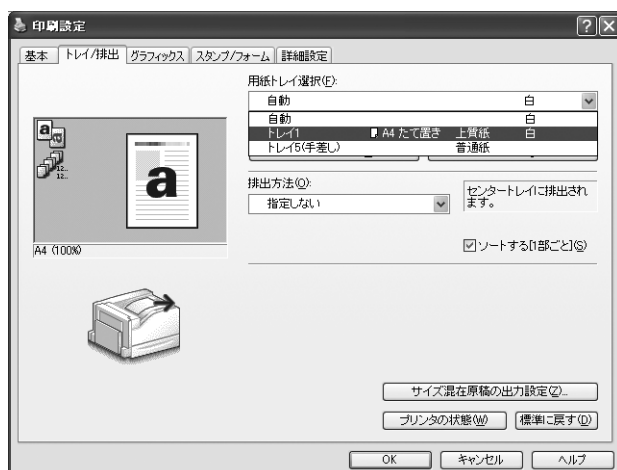 印刷設定
基本 トレイ/排出 グラフィックス スタンプ/フォーム 詳細設定
用紙トレイ選択(F):
自動 白
自動 白
トレイ1 A4 たて置き 上質紙 白
トレイ5(手差し) 普通紙
排出方法(O):
指定しない
センタートレイに排出されます。
ソートする[1部ごと](S)
a
12..
12..
a
A4 (100%)
サイズ混在原稿の出力設定(Z)...
プリンタの状態(W) 標準に戻す(D)
OK キャンセル ヘルプ